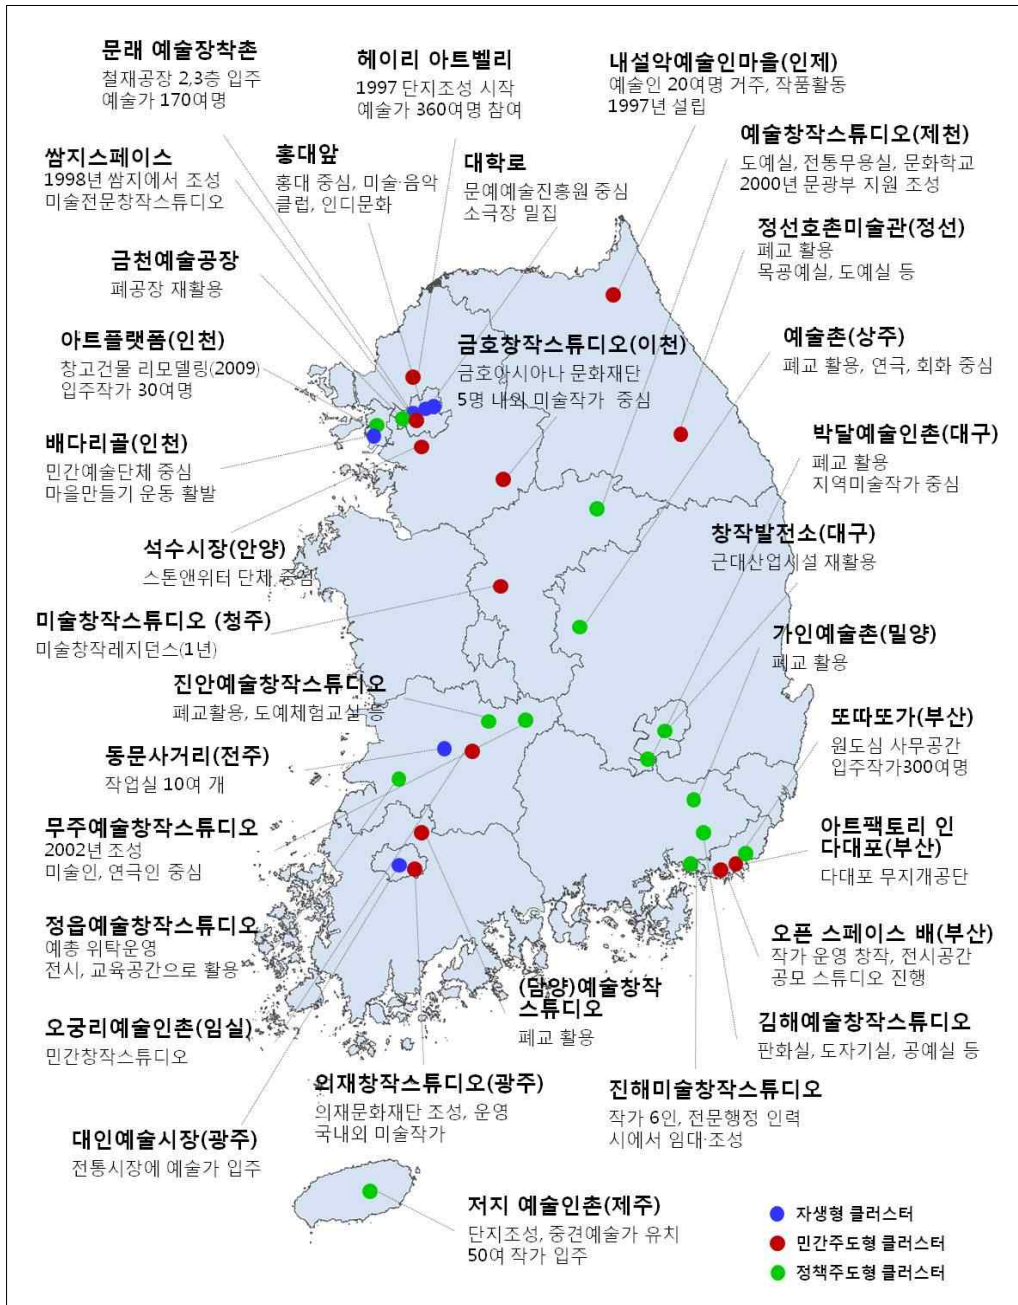 문래 예술장착촌
철재공장 2,3층 입주
예술가 170여명
헤이리 아트벨리
1997 단지조성 시작
예술가 360여명 참여
내설악예술인마을(인제)
예술인 20여명 거주, 작품활동
1997년 설립
예술창작스튜디오(제천)
도예실, 전통무용실, 문화학교
2000년 문광부 지원 조성
쌈지스페이스
1998년 쌈지에서 조성
미술전문창작스튜디오
홍대앞
홍대 중심, 미술·음악
클럽, 인디문화
대학로
문예예술진흥원 중심
소극장 밀집
정선호촌미술관(정선)
폐교 활용
목공예실, 도예실 등
금천예술공장
폐공장 재활용
아트플랫폼(인천)
창고건물 리모델링(2009)
입주작가 30여명
금호창작스튜디오(이천)
금호아시아나 문화재단
5명 내외 미술작가 중심
예술촌(상주)
폐교 활용, 연극, 회화 중심
배다리골(인천)
민간예술단체 중심
마을만들기 운동 활발
박달예술인촌(대구)
폐교 활용
지역미술작가 중심
석수시장(안양)
스톤앤위터 단체 중심
창작발전소(대구)
근대산업시설 재활용
미술창작스튜디오 (청주)
미술창작레지던스(1년)
가인예술촌(밀양)
폐교 활용
진안예술창작스튜디오
폐교활용, 도예체험교실 등
또따또가(부산)
원도심 사무공간
입주작가300여명
동문사거리(전주)
작업실 10여 개
무주예술창작스튜디오
2002년 조성
미술인, 연극인 중심
아트팩토리 인
다대포(부산)
다대포 무지개공단
정읍예술창작스튜디오
예총 위탁운영
전시, 교육공간으로 활용
오픈 스페이스 배(부산)
작가 운영 창작, 전시공간
공모 스튜디오 진행
(담양)예술창작
스튜디오
폐교 활용
오궁리예술인촌(임실)
민간창작스튜디오
김해예술창작스튜디오
판화실, 도자기실, 공예실 등
의재창작스튜디오(광주)
의재문화재단 조성, 운영
국내외 미술작가
진해미술창작스튜디오
작가 6인, 전문행정 인력
시에서 임대·조성
대인예술시장(광주)
전통시장에 예술가 입주
저지 예술인촌(제주)
단지조성, 중견예술가 유치
50여 작가 입주
자생형 클러스터
민간주도형 클러스터
정책주도형 클러스터